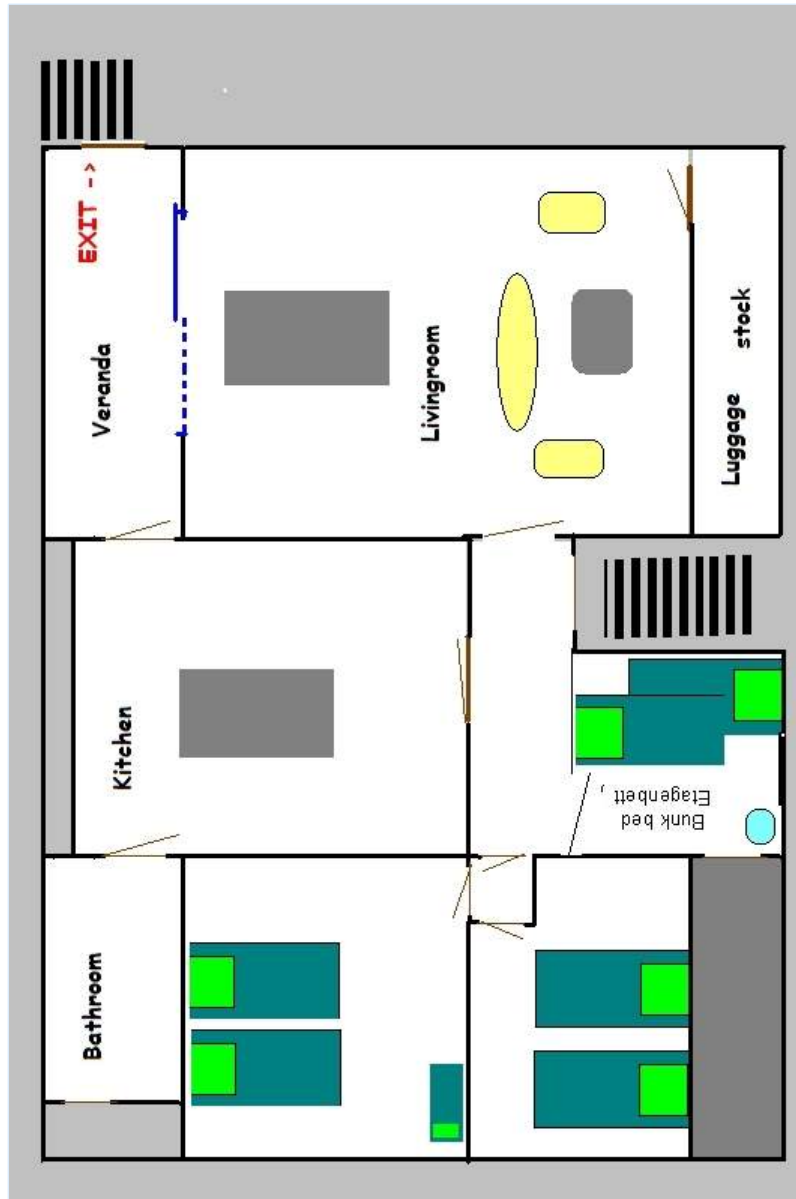 EXIT ->
Veranda
Livingroom
Luggage stock
Kitchen
Bunk bed
Etagenbett ,
Bathroom